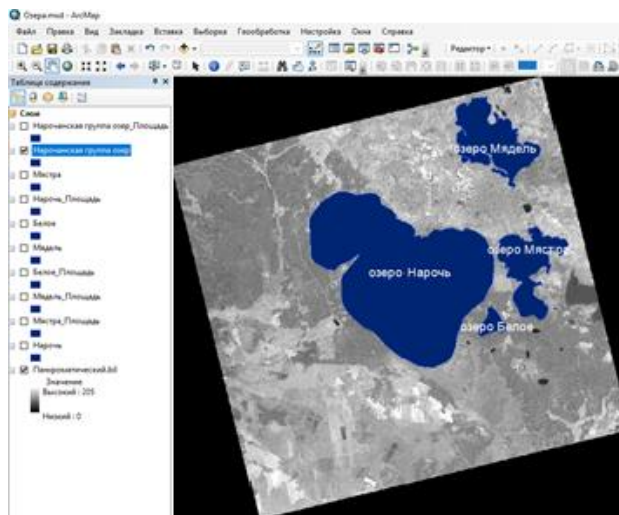 Озера.mxd - ArcMap
Файл Правка Вид Закладка Вставка Выборка Геообработка Настройка Окна Справка
Редактор
Таблица содержания
Слои
Нарочанская группа озер_Площадь
Нарочанская группа озер
Мястра
Нарочь_Площадь
Белое
Мядель
Белое_Площадь
Мядель_Площадь
Мястра_Площадь
Нарочь
Панхроматический.bil
Значение
Высокий : 205
Низкий : 0
озеро Мядель
озеро Мястра
озеро Нарочь
озеро Белое